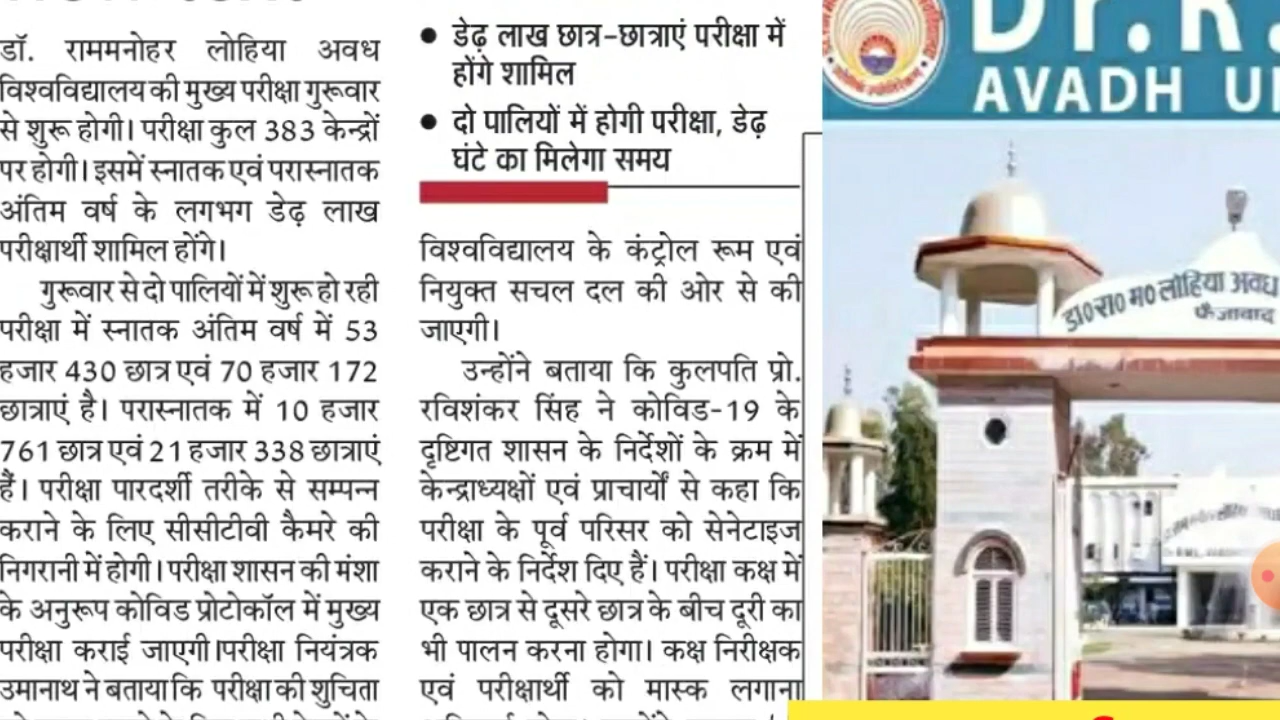 डॉ. राममनोहर लोहिया अवध
विश्वविद्यालय की मुख्य परीक्षा गुरूवार
से शुरू होगी। परीक्षा कुल 383 केन्द्रों
पर होगी। इसमें स्नातक एवं परास्नातक
अंतिम वर्ष के लगभग डेढ़ लाख
परीक्षार्थी शामिल होंगे।
गुरूवार से दो पालियों में शुरू हो रही
परीक्षा में स्नातक अंतिम वर्ष में 53
हजार 430 छात्र एवं 70 हजार 172
छात्राएं है। परास्नातक में 10 हजार
761 छात्र एवं 21 हजार 338 छात्राएं
हैं। परीक्षा पारदर्शी तरीके से सम्पन्न
कराने के लिए सीसीटीवी कैमरे की
निगरानी में होगी। परीक्षा शासन की मंशा
के अनुरूप कोविड प्रोटोकॉल में मुख्य
परीक्षा कराई जाएगी।परीक्षा नियंत्रक
उमानाथ ने बताया कि परीक्षा की शुचिता
• डेढ़ लाख छात्र-छात्राएं परीक्षा में
होंगे शामिल
• दो पालियों में होगी परीक्षा, डेढ़
घंटे का मिलेगा समय
विश्वविद्यालय के कंट्रोल रूम एवं
नियुक्त सचल दल की ओर से की
जाएगी।
उन्होंने बताया कि कुलपति प्रो.
रविशंकर सिंह ने कोविड-19 के
दृष्टिगत शासन के निर्देशों के क्रम में
केन्द्राध्यक्षों एवं प्राचार्यों से कहा कि
परीक्षा के पूर्व परिसर को सेनेटाइज
कराने के निर्देश दिए हैं। परीक्षा कक्ष में
एक छात्र से दूसरे छात्र के बीच दूरी का
भी पालन करना होगा। कक्ष निरीक्षक
एवं परीक्षार्थी को मास्क लगाना
Dr. R.
AVADH
डा0रा0 म0 लोहिया अवध
फैजाबाद